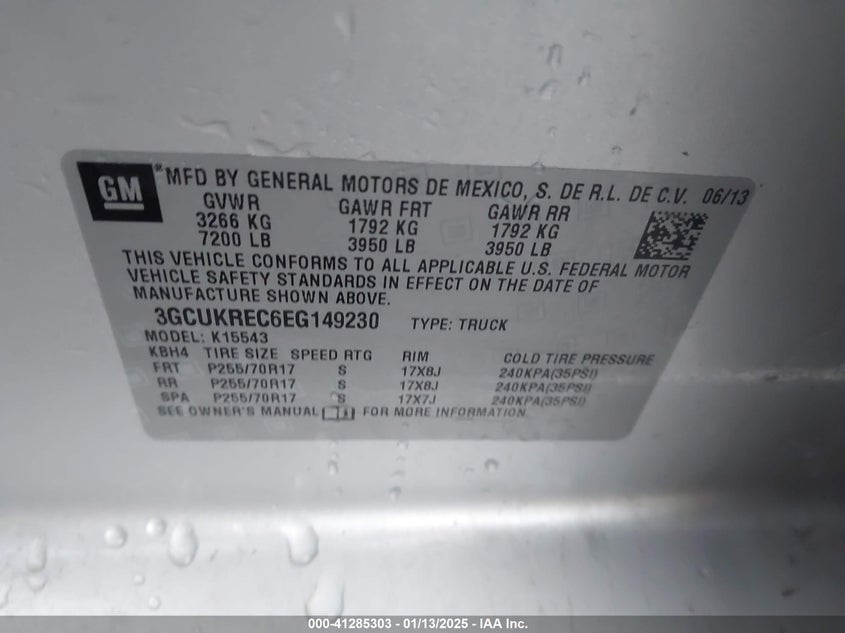 GM
® MFD BY GENERAL MOTORS DE MEXICO, S. DE R.L. DE C.V. 06/13
GVWR GAWR FRT GAWR RR
3266 KG 1792 KG 1792 KG
7200 LB 3950 LB 3950 LB
THIS VEHICLE CONFORMS TO ALL APPLICABLE U.S. FEDERAL MOTOR
VEHICLE SAFETY STANDARDS IN EFFECT ON THE DATE OF
MANUFACTURE SHOWN ABOVE.
3GCUKREC6EG149230 TYPE: TRUCK
MODEL: K15543
KBH4 TIRE SIZE SPEED RTG RIM COLD TIRE PRESSURE
FRT P255/70R17 S 17X8J 240KPA(35PSI)
RR P255/70R17 S 17X8J 240KPA(35PSI)
SPA P255/70R17 S 17X7J 240KPA(35PSI)
SEE OWNER'S MANUAL FOR MORE INFORMATION.
000-41285303 - 01/13/2025 - IAA Inc.